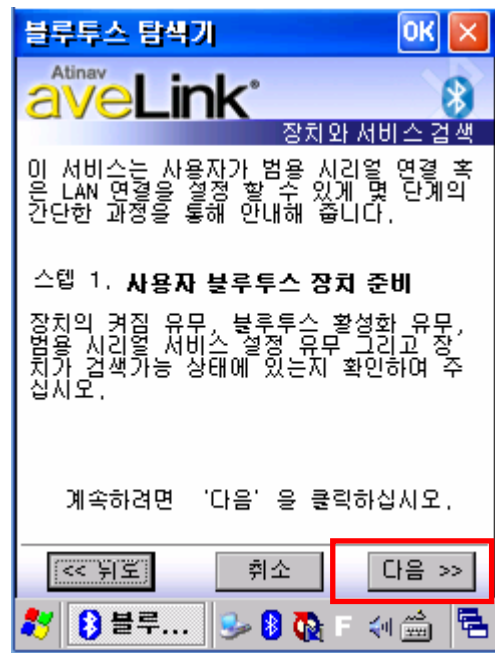 블루투스 탐색기 OK
Atinav
aveLink®
장치와 서비스 검색
이 서비스는 사용자가 범용 시리얼 연결 혹
은 LAN 연결을 설정 할 수 있게 몇 단계의
간단한 과정을 통해 안내해 줍니다.
스텝 1. 사용자 블루투스 장치 준비
장치의 켜짐 유무, 블루투스 활성화 유무,
범용 시리얼 서비스 설정 유무 그리고 장
치가 검색가능 상태에 있는지 확인하여 주
십시오.
계속하려면 '다음' 을 클릭하십시오.
<< 뒤로 취소 다음 >>
블루... F